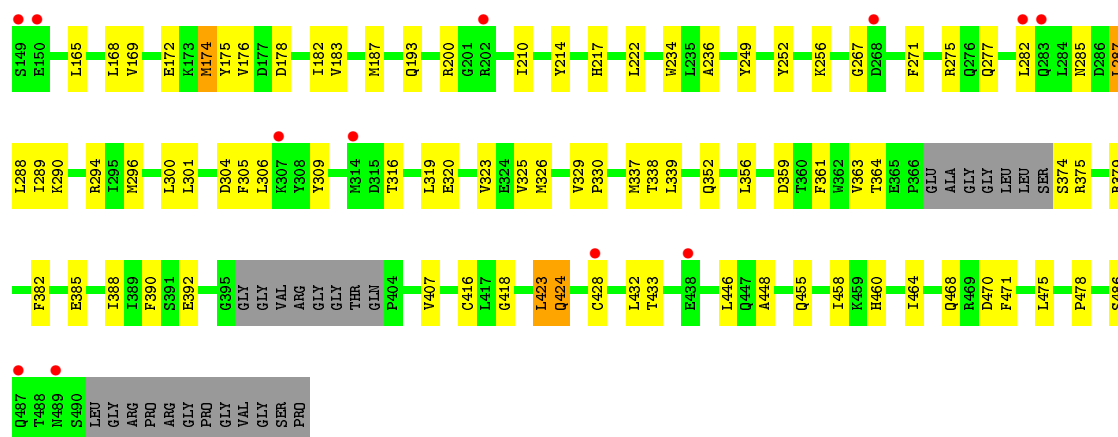 S149 E150 L165 L168 V169 E172 K173 M174 Y175 V176 D177 D178 I182 V183 M187 Q193 R200 G201 R202 I210 Y214 H217 L222 W234 L235 A236 Y249 Y252 K256 G267 D268 F271 R275 Q276 Q277 L282 Q283 L284 N285 D286 L287
L288 I289 K290 R294 I295 M296 L300 L301 D304 F305 L306 K307 Y308 Y309 M314 D315 T316 L319 E320 V323 E324 V325 M326 V329 P330 M337 T338 L339 Q352 L356 D359 T360 F361 W362 V363 T364 E365 P366 GLU ALA GLY GLY LEU LEU SER S374 R375 R379
F382 E385 I388 I389 F390 S391 E392 G395 GLY GLY VAL ARG GLY GLY THR GLN P404 V407 C416 L417 G418 L423 Q424 C428 L432 T433 E438 L446 Q447 A448 Q455 I458 K459 H460 I464 Q468 R469 D470 F471 L475 P478 S486
Q487 T488 N489 S490 LEU GLY ARG PRO PRO ARG GLY PRO PRO GLY VAL GLY SER PRO